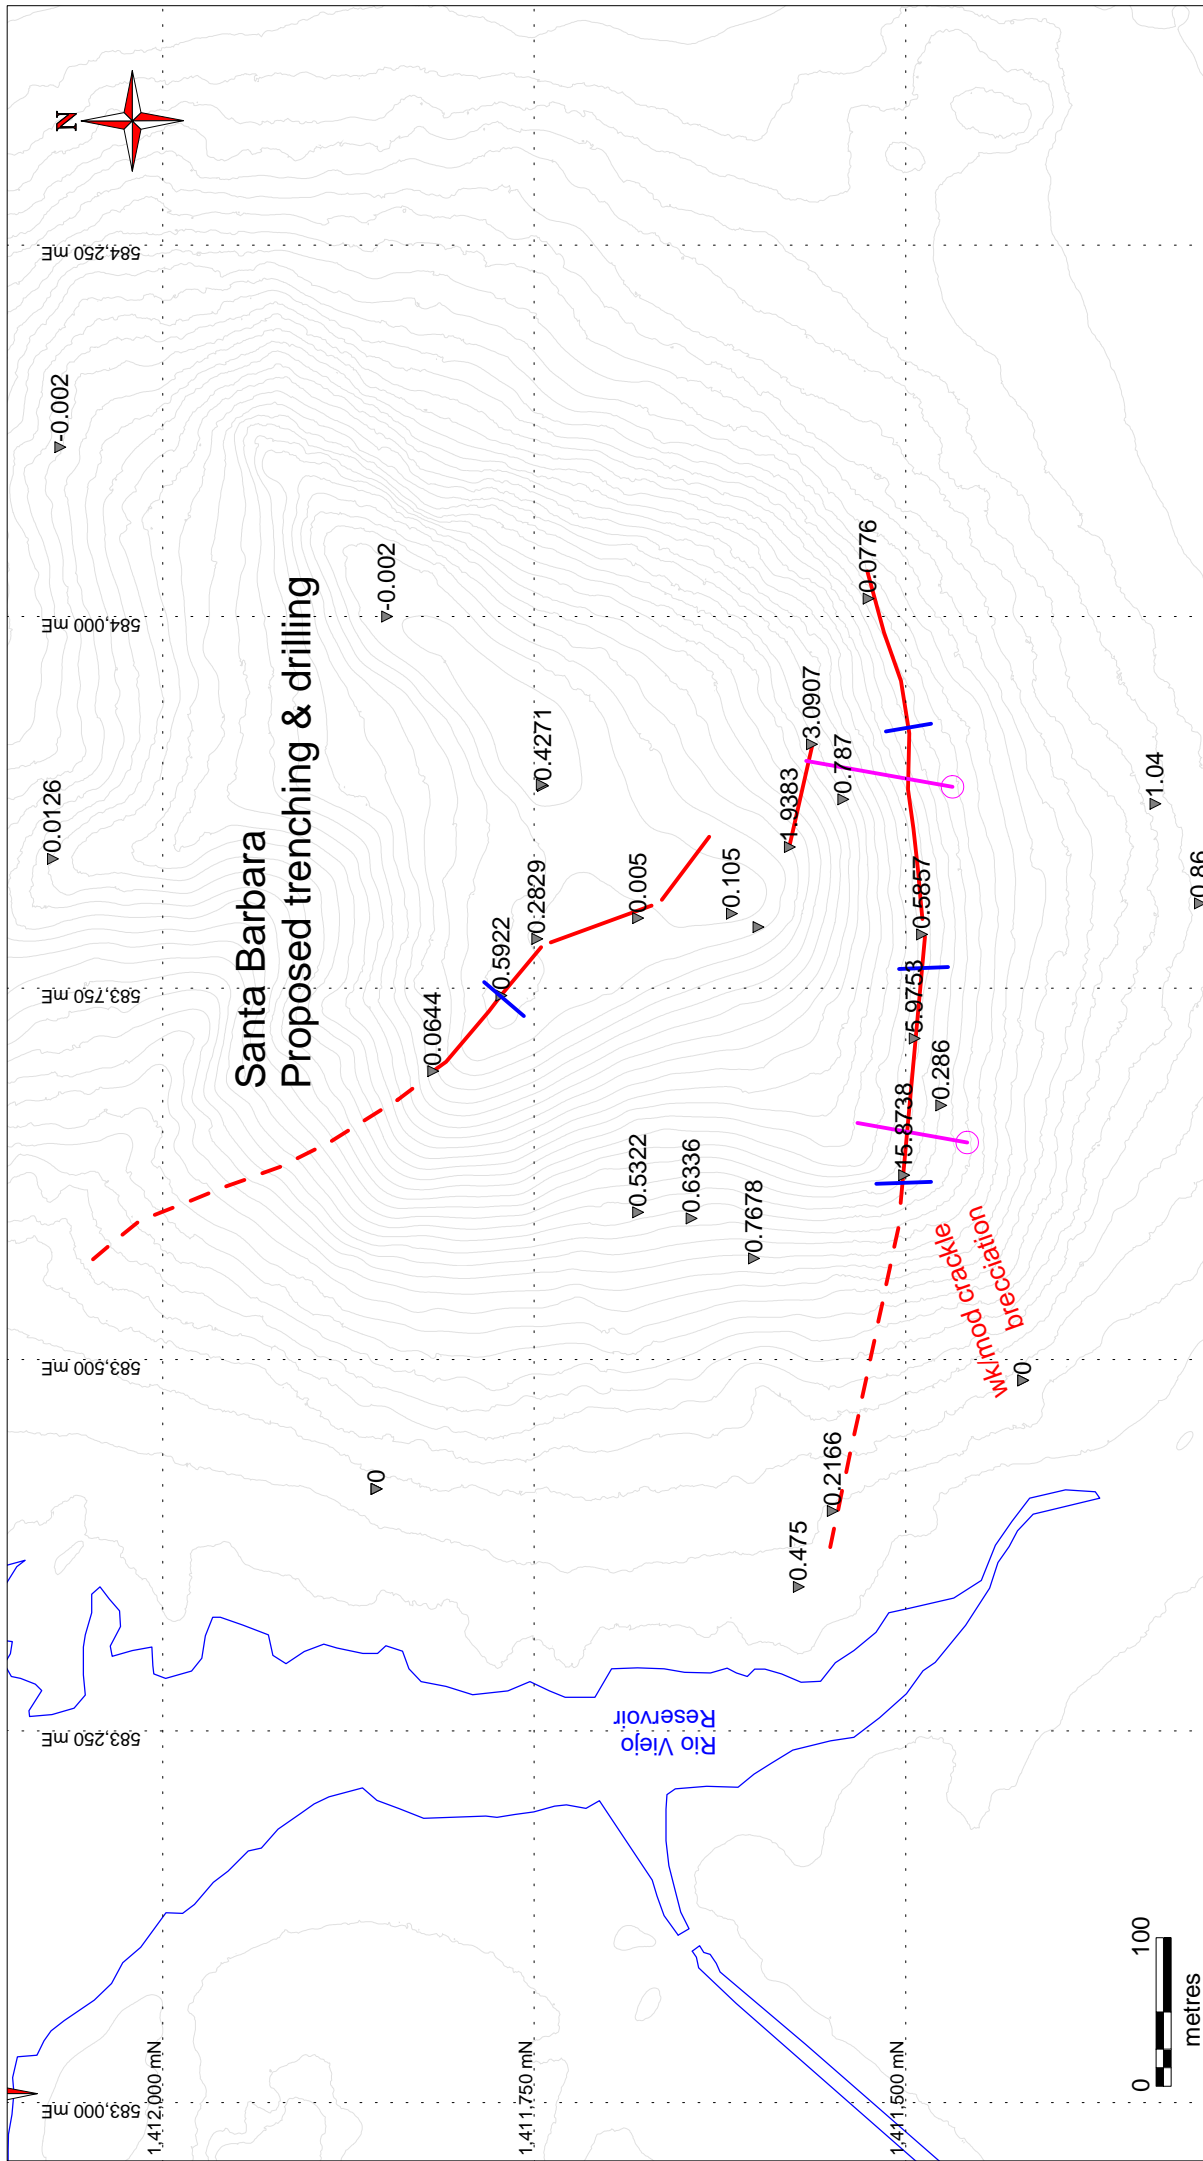 Santa Barbara
Proposed trenching & drilling
N
1,412,000 mN
1,411,750 mN
1,411,500 mN
583,000 mE
583,250 mE
583,500 mE
583,750 mE
584,000 mE
584,250 mE
0.0126
-0.002
-0.002
0
0.0644
0.5922
0.2829
0.4271
0.5322
0.005
0.6336
0.105
0.7678
1.9383
3.0907
0.787
0.475
0.2166
0.0776
15.8738
5.9753
0.5857
0.286
wk/mod crackle
brecciation
0
1.04
0.86
Rio Viejo
Reservoir
0
100
metres